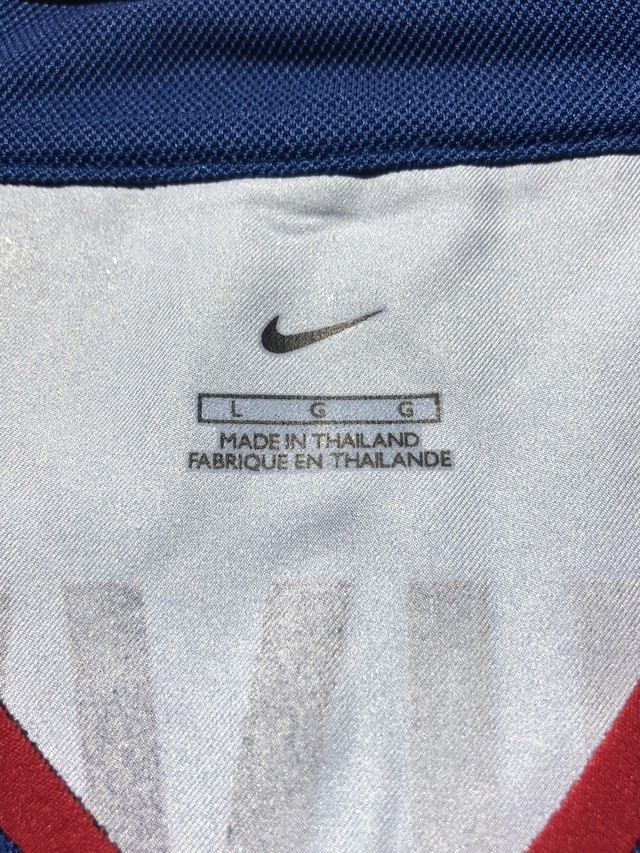 L G G
MADE IN THAILAND
FABRIQUE EN THAILANDE